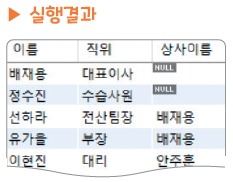 ▶ 실행결과
이름 직위 상사이름
배재용 대표이사 NULL
정수진 수습사원 NULL
선하라 전산팀장 배재용
유가을 부장 배재용
이현진 대리 안주훈